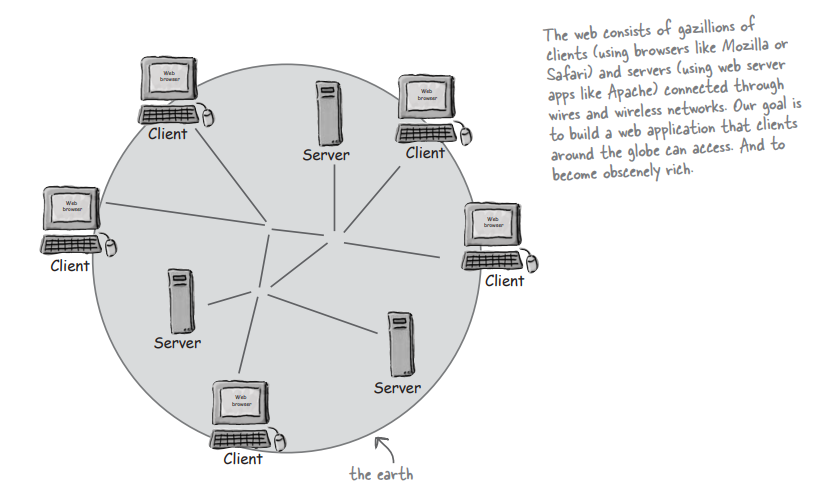 The web consists of gazillions of
clients (using browsers like Mozilla or
Safari) and servers (using web server
apps like Apache) connected through
wires and wireless networks. Our goal is
to build a web application that clients
around the globe can access. And to
become obscenely rich.
Web
browser
Client
Server
Web
browser
Client
Web
browser
Client
Web
browser
Client
Server
Server
Web
browser
Client
the earth